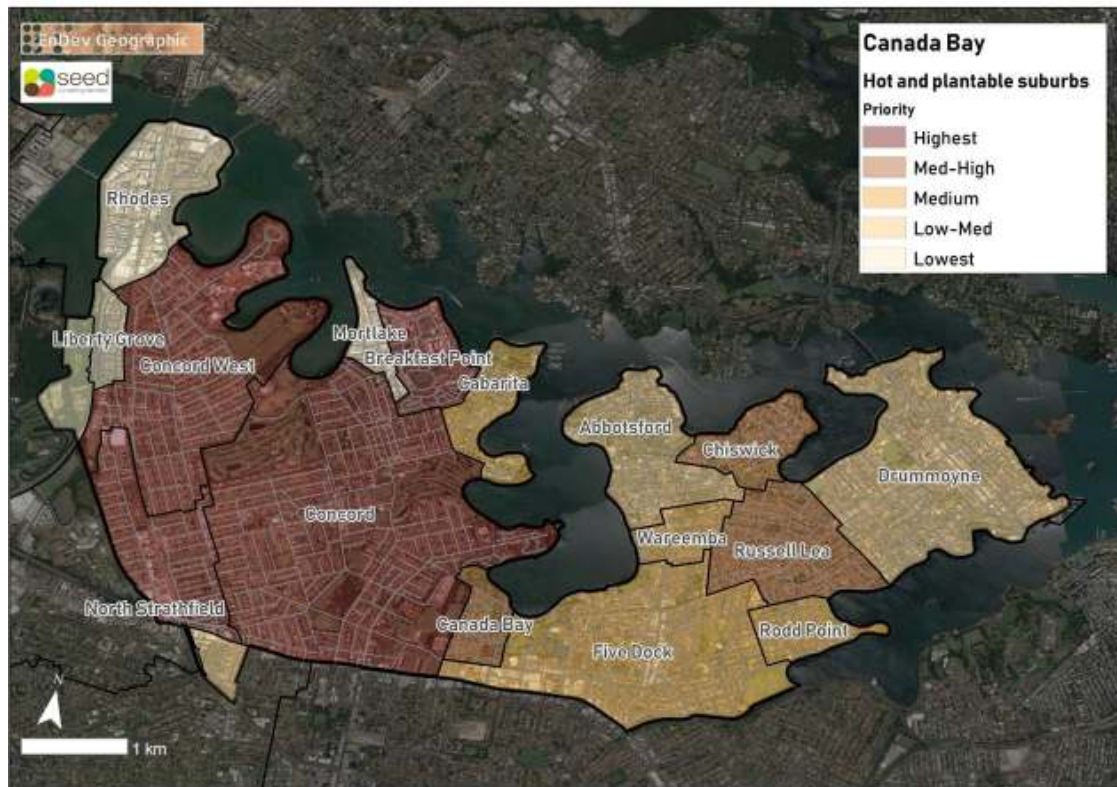 EnDev Geographic
seed
Canada Bay
Hot and plantable suburbs
Priority
Highest
Med-High
Medium
Low-Med
Lowest
Rhodes
Liberty Grove
Concord West
Mortlake
Breakfast Point
Cabarita
Abbotsford
Chiswick
Drummoyne
Concord
Wareemba
Russell Lea
North Strathfield
Canada Bay
Five Dock
Rodd Point
N
1 km